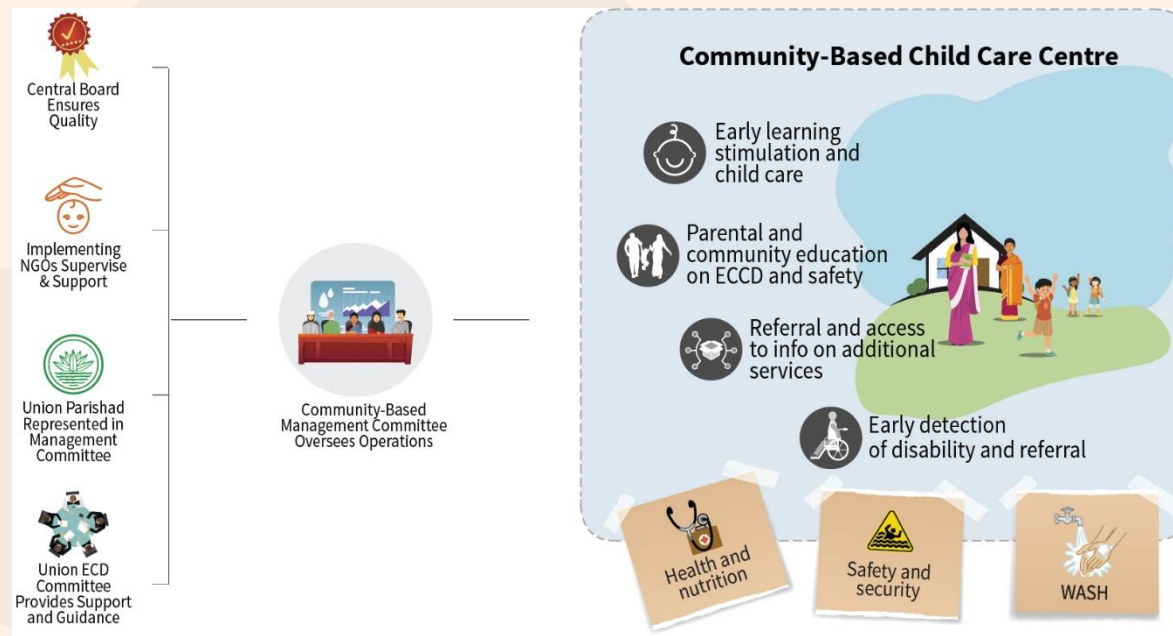 Central Board
Ensures
Quality
Implementing
NGOs Supervise
& Support
Union Parishad
Represented in
Management
Committee
Union ECD
Committee
Provides Support
and Guidance
Community-Based
Management Committee
Oversees Operations
Community-Based Child Care Centre
Early learning
stimulation and
child care
Parental and
community education
on ECCD and safety
Referral and access
to info on additional
services
Early detection
of disability and referral
Health and
nutrition
Safety and
security
WASH